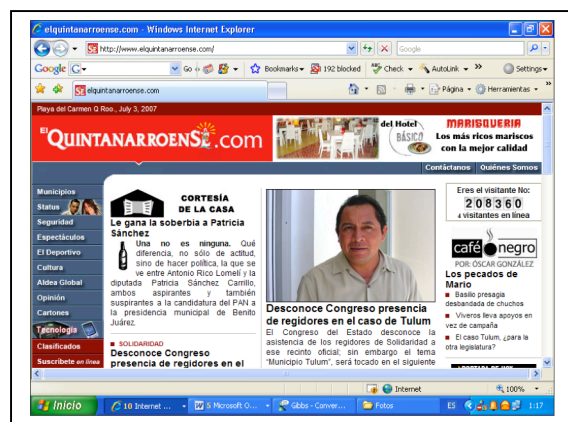 elquintanarroense.com - Windows Internet Explorer
http://www.elquintanarroense.com/
Google
Google
Go
Bookmarks
192 blocked
Check
AutoLink
Settings
elquintanarroense.com
Página
Herramientas
Playa del Carmen Q Roo., July 3, 2007
El QUINTANARROENSE.com
del Hotel
BÁSICO
MARISQUERIA
Los más ricos mariscos
con la mejor calidad
Contáctanos Quiénes Somos
Municipios
Status
Seguridad
Espectáculos
El Deportivo
Cultura
Aldea Global
Opinión
Cartones
Tecnología
Clasificados
Suscríbete en línea
CORTESÍA
DE LA CASA
Le gana la soberbia a Patricia
Sánchez
Una no es ninguna. Qué
diferencia, no sólo de actitud,
sino de hacer política, la que se
ve entre Antonio Rico Lomelí y la
diputada Patricia Sánchez Carrillo,
ambos aspirantes y también
suspirantes a la candidatura del PAN a
la presidencia municipal de Benito
Juárez.
SOLIDARIDAD
Desconoce Congreso
presencia de regidores en el
Desconoce Congreso presencia
de regidores en el caso de Tulum
El Congreso del Estado desconoce la
asistencia de los regidores de Solidaridad a
ese recinto oficial; sin embargo el tema
"Municipio Tulum", será tocado en el siguiente
Eres el visitante No:
208360
4 visitantes en línea
café negro
POR: ÓSCAR GONZÁLEZ
Los pecados de
Mario
Basilio presagia
desbandada de chuchos
Viveros lleva apoyos en
vez de campaña
El caso Tulum, ¿para la
otra legislatura?
Internet
100%
Inicio
10 Internet ...
5 Microsoft O...
Gibbs - Conver...
Fotos
ES
1:17